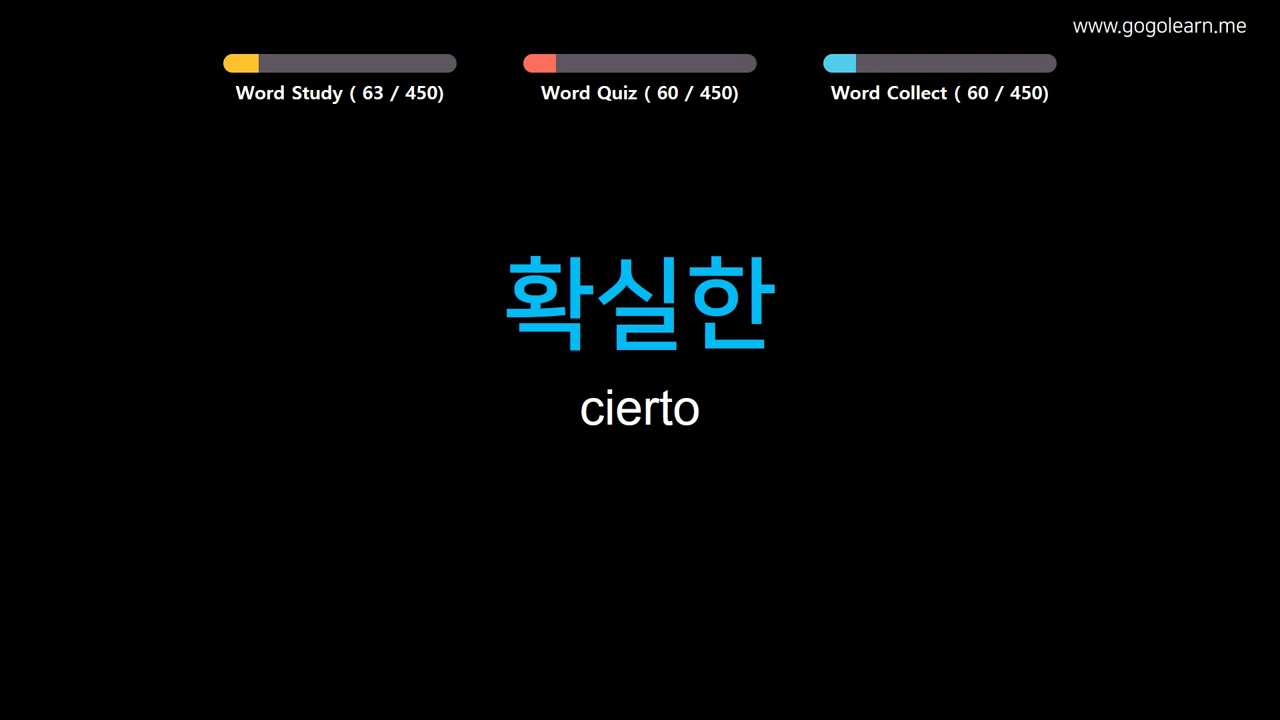 www.gogolearn.me
Word Study ( 63 / 450)
Word Quiz ( 60 / 450)
Word Collect ( 60 / 450)
확실한
cierto